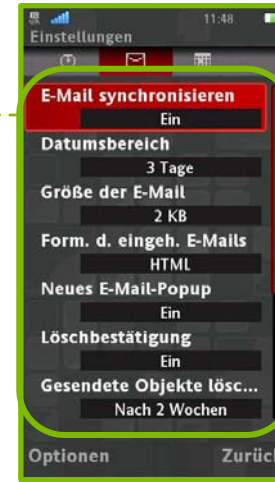 11:48
Einstellungen
E-Mail synchronisieren
Ein
Datumsbereich
3 Tage
Größe der E-Mail
2 KB
Form. d. eingeh. E-Mails
HTML
Neues E-Mail-Popup
Ein
Löschbestätigung
Ein
Gesendete Objekte lösc...
Nach 2 Wochen
Optionen Zurück